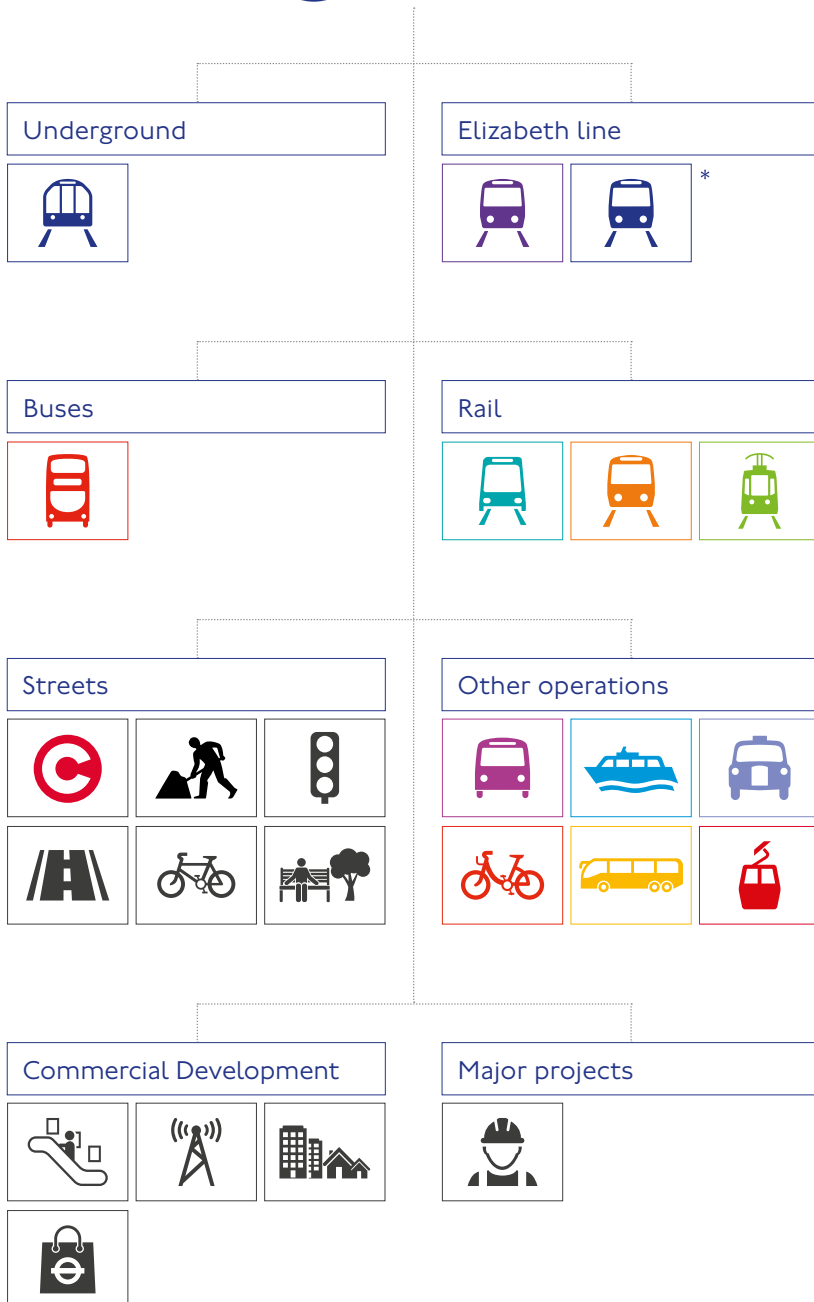 Underground
Elizabeth line
*
Buses
Rail
Streets
Other operations
Commercial Development
Major projects